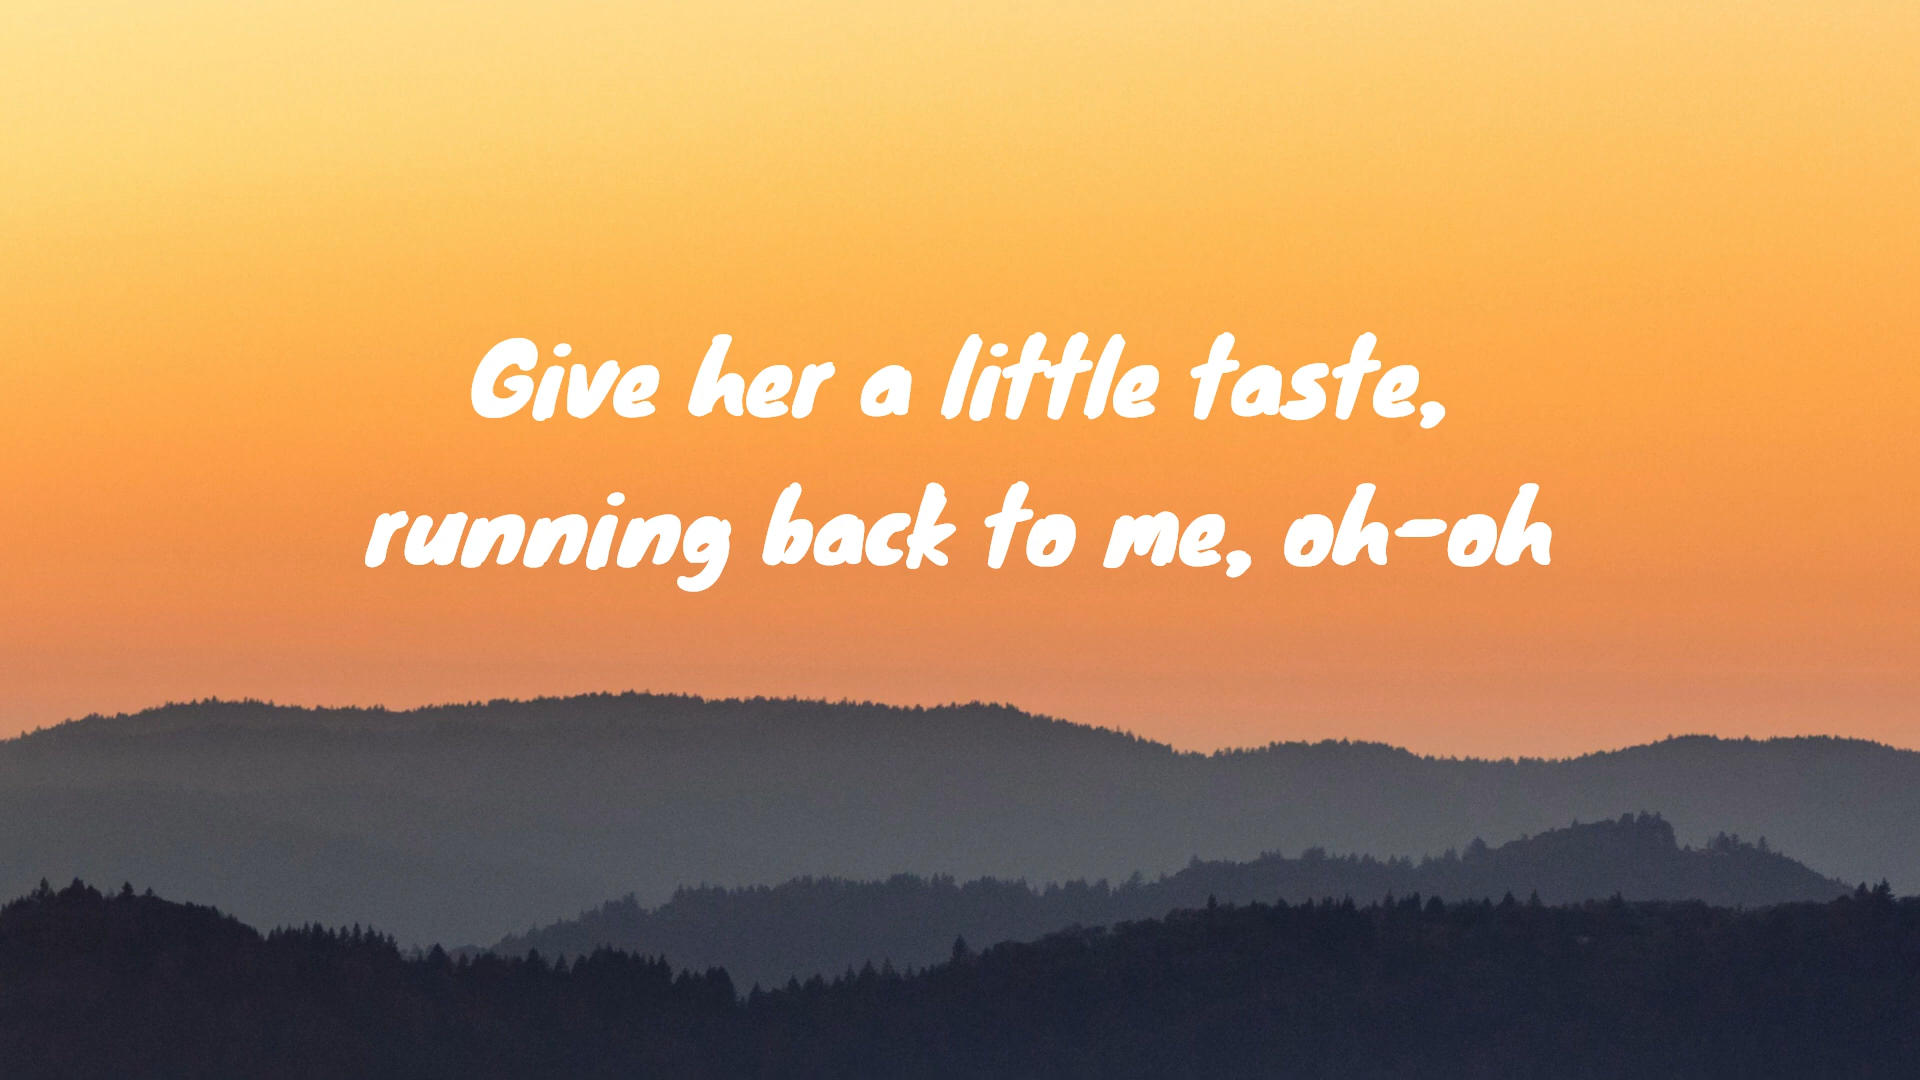 Give her a little taste,
running back to me, oh-oh